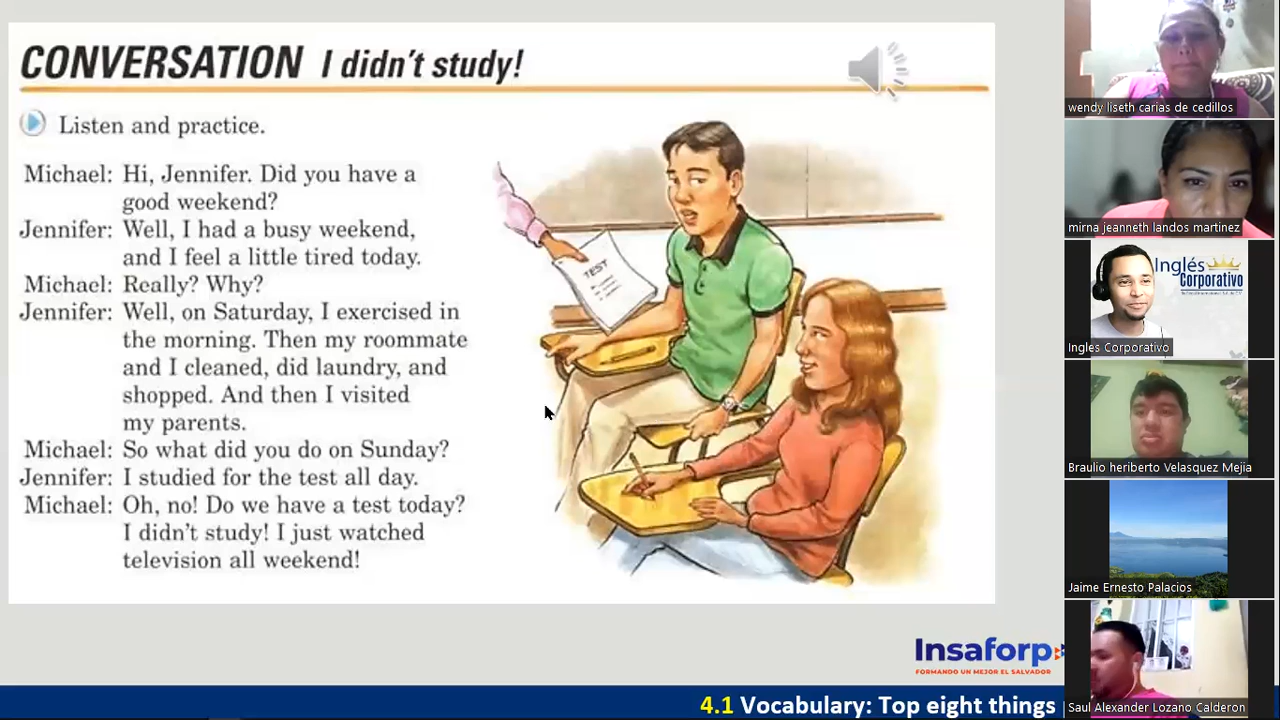 CONVERSATION I didn't study!
Listen and practice.
Michael: Hi, Jennifer. Did you have a
good weekend?
Jennifer: Well, I had a busy weekend,
and I feel a little tired today.
Michael: Really? Why?
Jennifer: Well, on Saturday, I exercised in
the morning. Then my roommate
and I cleaned, did laundry, and
shopped. And then I visited
my parents.
Michael: So what did you do on Sunday?
Jennifer: I studied for the test all day.
Michael: Oh, no! Do we have a test today?
I didn't study! I just watched
television all weekend!
TEST
Insaforp
FORMANDO UN MEJOR EL SALVADOR
4.1 Vocabulary: Top eight things
wendy liseth carias de cedillos
mirna jeanneth landos martinez
Inglés
Corporativo
Ingles Corporativo
Braulio heriberto Velasquez Mejia
Jaime Ernesto Palacios
Saul Alexander Lozano Calderon